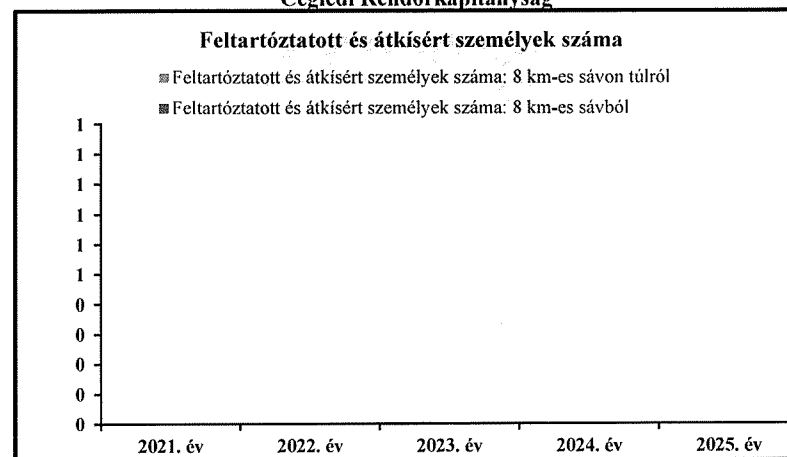 Ceglédi Rendőrkapitányság
Feltartóztatott és átkísért személyek száma
Feltartóztatott és átkísért személyek száma: 8 km-es sávon túlról
Feltartóztatott és átkísért személyek száma: 8 km-es sávból
1
1
1
1
1
1
0
0
0
0
0
2021. év 2022. év 2023. év 2024. év 2025. év